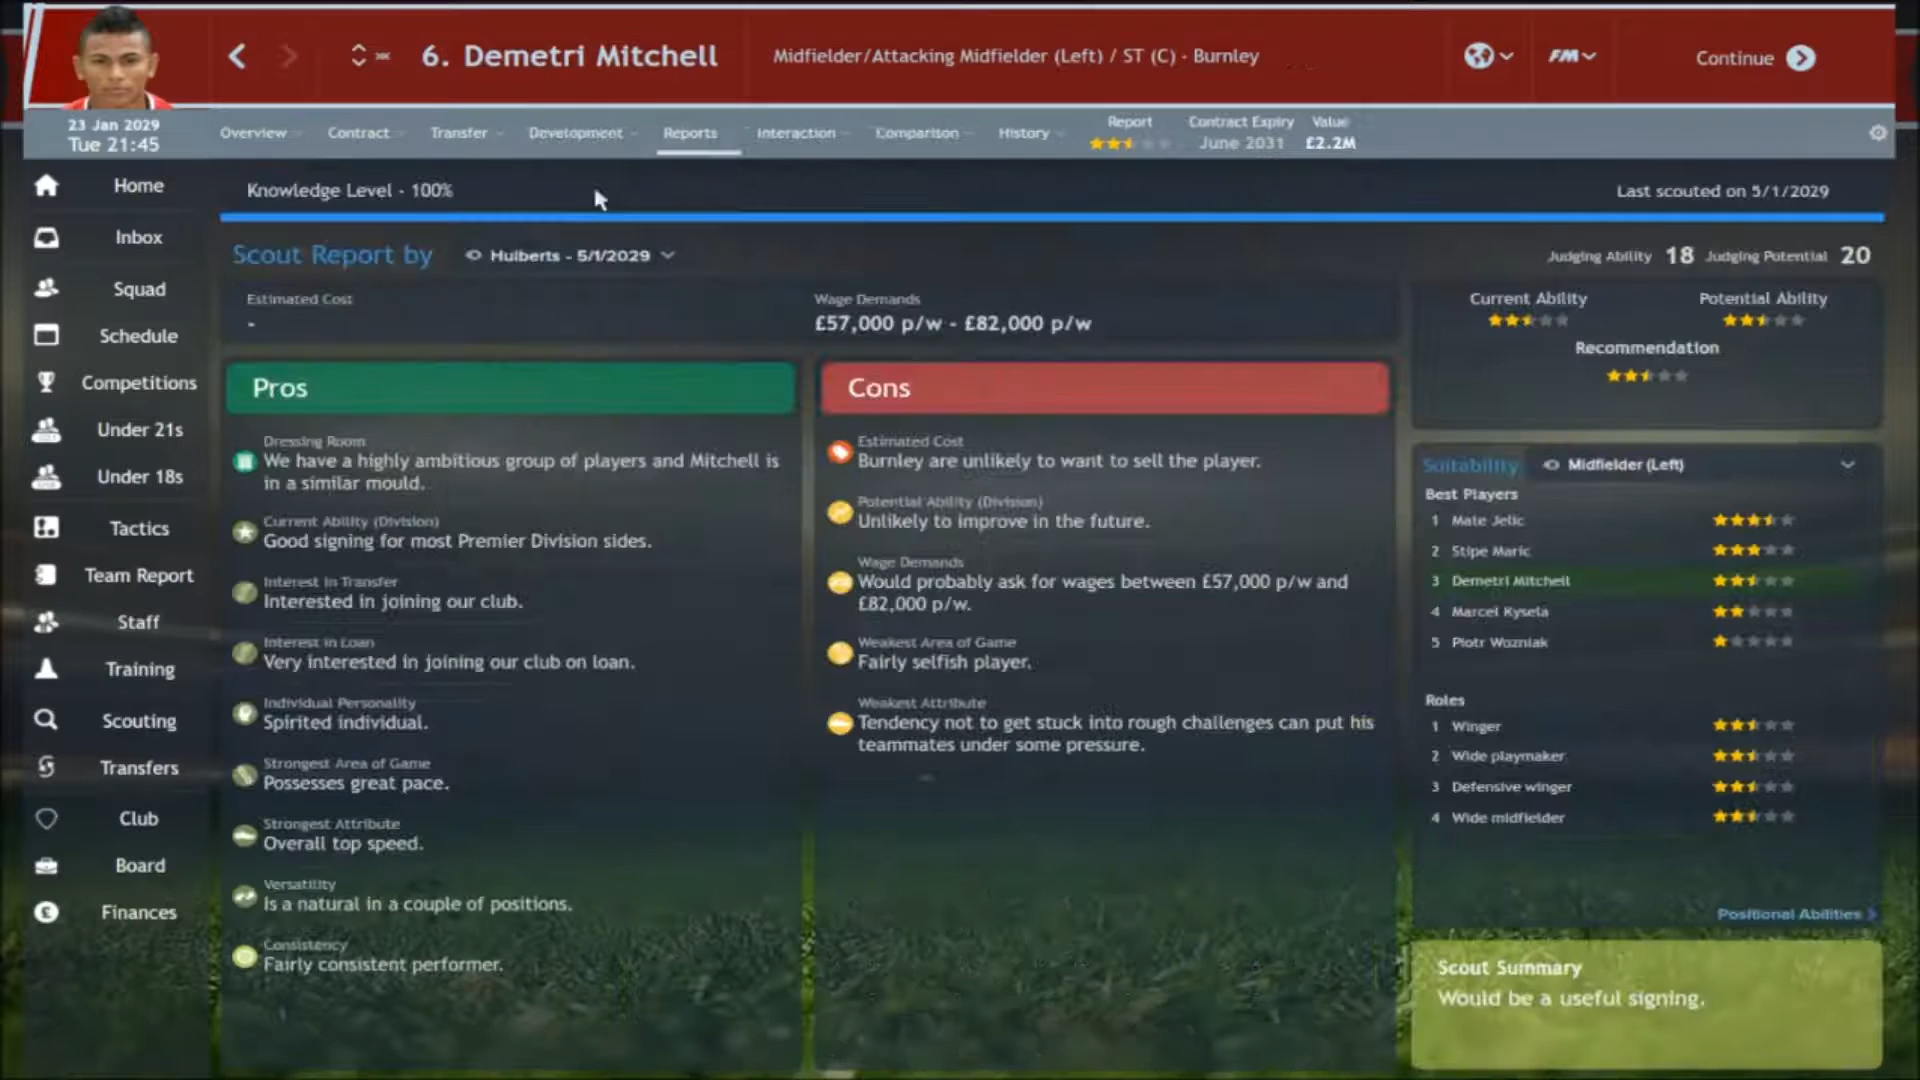 6. Demetri Mitchell
Midfielder/Attacking Midfielder (Left) / ST (C) - Burnley
FM
Continue
23 Jan 2029
Tue 21:45
Overview
Contract
Transfer
Development
Reports
Interaction
Comparison
History
Report
Contract Expiry
June 2031
Value
£2.2M
Knowledge Level - 100%
Last scouted on 5/1/2029
Home
Inbox
Squad
Schedule
Competitions
Under 21s
Under 18s
Tactics
Team Report
Staff
Training
Scouting
Transfers
Club
Board
Finances
Scout Report by
Hulberts - 5/1/2029
Judging Ability 18 Judging Potential 20
Estimated Cost
-
Wage Demands
£57,000 p/w - £82,000 p/w
Current Ability
Potential Ability
Recommendation
Pros
Dressing Room
We have a highly ambitious group of players and Mitchell is
in a similar mould.
Current Ability (Division)
Good signing for most Premier Division sides.
Interest in Transfer
Interested in joining our club.
Interest in Loan
Very interested in joining our club on loan.
Individual Personality
Spirited individual.
Strongest Area of Game
Possesses great pace.
Strongest Attribute
Overall top speed.
Versatility
Is a natural in a couple of positions.
Consistency
Fairly consistent performer.
Cons
Estimated Cost
Burnley are unlikely to want to sell the player.
Potential Ability (Division)
Unlikely to improve in the future.
Wage Demands
Would probably ask for wages between £57,000 p/w and
£82,000 p/w.
Weakest Area of Game
Fairly selfish player.
Weakest Attribute
Tendency not to get stuck into rough challenges can put his
teammates under some pressure.
Suitability
Midfielder (Left)
Best Players
1 Mate Jelic
2 Stipe Maric
3 Demetri Mitchell
4 Marcel Kysela
5 Piotr Wozniak
Roles
1 Winger
2 Wide playmaker
3 Defensive winger
4 Wide midfielder
Positional Abilities
Scout Summary
Would be a useful signing.